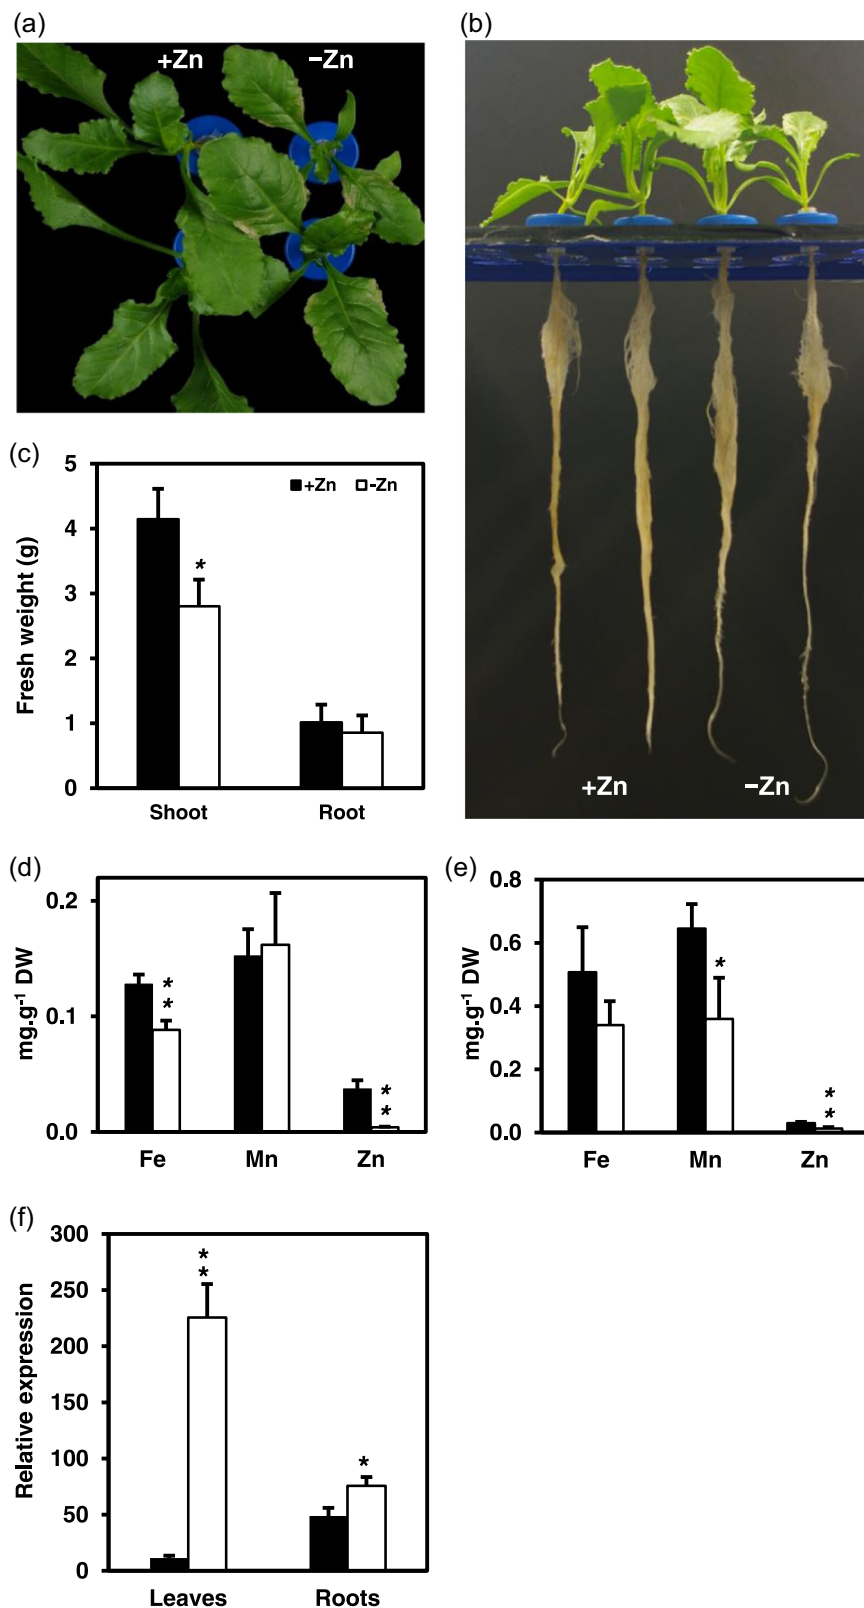 (a)
+Zn −Zn
(b)
+Zn −Zn
(c)
Fresh weight (g)
5
4
3
2
1
0
+Zn -Zn
*
Shoot Root
(d)
mg.g⁻¹ DW
0.2
0.1
0.0
*
*
*
*
Fe Mn Zn
(e)
mg.g⁻¹ DW
0.8
0.6
0.4
0.2
0.0
*
*
*
Fe Mn Zn
(f)
Relative expression
300
250
200
150
100
50
0
*
*
*
Leaves Roots